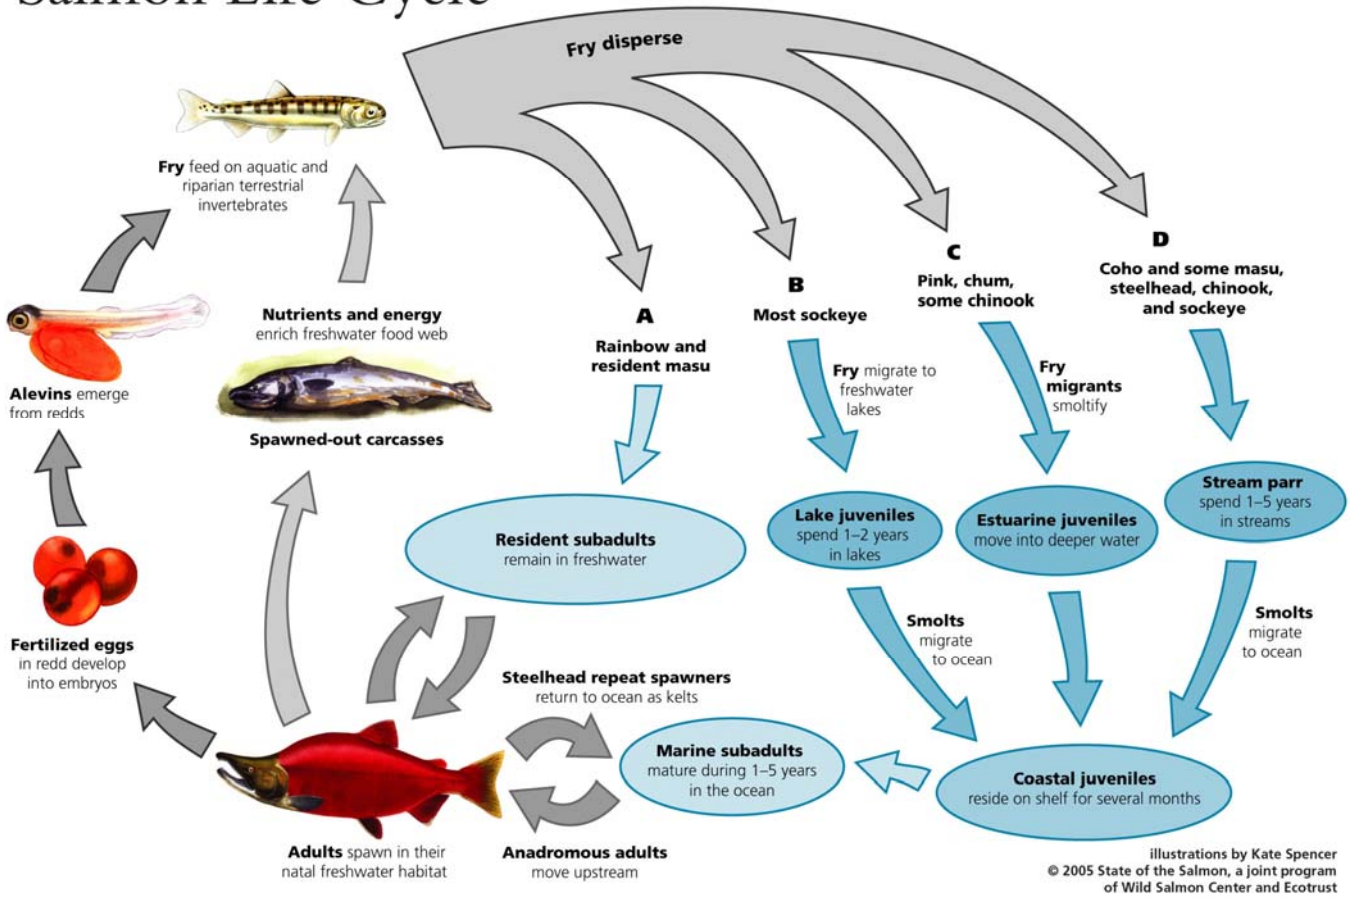 Salmon Life Cycle
Fry disperse
Fry feed on aquatic and
riparian terrestrial
invertebrates
Nutrients and energy
enrich freshwater food web
Alevins emerge
from redds
Spawned-out carcasses
Fertilized eggs
in redd develop
into embryos
A
Rainbow and
resident masu
B
Most sockeye
C
Pink, chum,
some chinook
D
Coho and some masu,
steelhead, chinook,
and sockeye
Fry migrate to
freshwater
lakes
Fry
migrants
smoltify
Resident subadults
remain in freshwater
Lake juveniles
spend 1–2 years
in lakes
Estuarine juveniles
move into deeper water
Stream parr
spend 1–5 years
in streams
Smolts
migrate
to ocean
Smolts
migrate
to ocean
Steelhead repeat spawners
return to ocean as kelts
Marine subadults
mature during 1–5 years
in the ocean
Coastal juveniles
reside on shelf for several months
Adults spawn in their
natal freshwater habitat
Anadromous adults
move upstream
illustrations by Kate Spencer
© 2005 State of the Salmon, a joint program
of Wild Salmon Center and Ecotrust